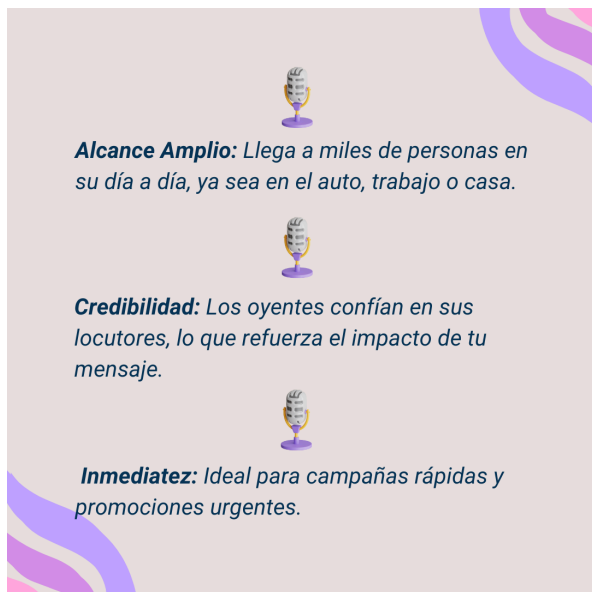 Alcance Amplio: Llega a miles de personas en
su día a día, ya sea en el auto, trabajo o casa.
Credibilidad: Los oyentes confían en sus
locutores, lo que refuerza el impacto de tu
mensaje.
Inmediatez: Ideal para campañas rápidas y
promociones urgentes.